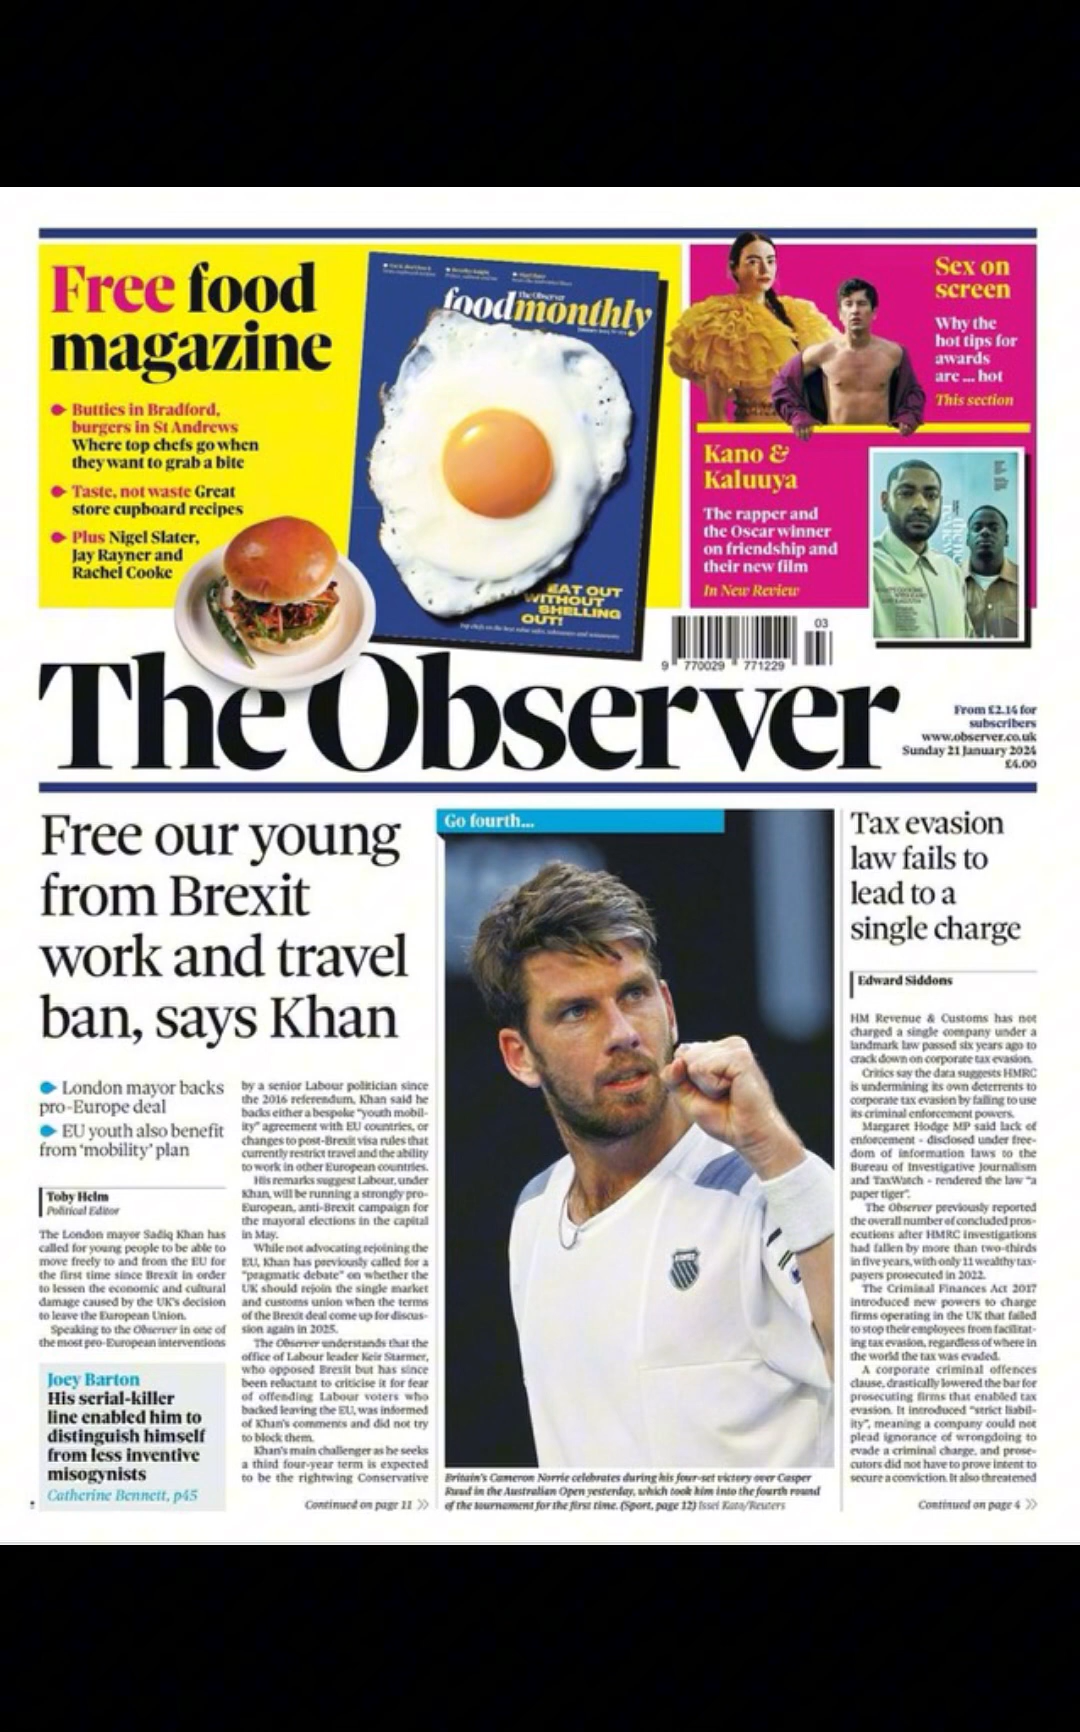 Free food
magazine
Butties in Bradford,
burgers in St Andrews
Where top chefs go when
they want to grab a bite
Taste, not waste Great
store cupboard recipes
Plus Nigel Slater,
Jay Rayner and
Rachel Cooke
The Observer
foodmonthly
EAT OUT
WITHOUT
SHELLING
OUT!
Sex on
screen
Why the
hot tips for
awards
are ... hot
This section
Kano &
Kaluuya
The rapper and
the Oscar winner
on friendship and
their new film
In New Review
03
9 770029 771229
The Observer
From £2.14 for
subscribers
www.observer.co.uk
Sunday 21 January 2024
£4.00
Free our young
from Brexit
work and travel
ban, says Khan
London mayor backs
pro-Europe deal
EU youth also benefit
from ‘mobility’ plan
Toby Helm
Political Editor
The London mayor Sadiq Khan has
called for young people to be able to
move freely to and from the EU for
the first time since Brexit in order
to lessen the economic and cultural
damage caused by the UK's decision
to leave the European Union.
Speaking to the Observer in one of
the most pro-European interventions
by a senior Labour politician since
the 2016 referendum, Khan said he
backs either a bespoke “youth mobil-
ity” agreement with EU countries, or
changes to post-Brexit visa rules that
currently restrict travel and the ability
to work in other European countries.
His remarks suggest Labour, under
Khan, will be running a strongly pro-
European, anti-Brexit campaign for
the mayoral elections in the capital
in May.
While not advocating rejoining the
EU, Khan has previously called for a
“pragmatic debate” on whether the
UK should rejoin the single market
and customs union when the terms
of the Brexit deal come up for discus-
sion again in 2025.
The Observer understands that the
office of Labour leader Keir Starmer,
who opposed Brexit but has since
been reluctant to criticise it for fear
of offending Labour voters who
backed leaving the EU, was informed
of Khan's comments and did not try
to block them.
Khan's main challenger as he seeks
a third four-year term is expected
to be the rightwing Conservative
Continued on page 11 >>
Joey Barton
His serial-killer
line enabled him to
distinguish himself
from less inventive
misogynists
Catherine Bennett, p45
Go fourth...
Britain's Cameron Norrie celebrates during his four-set victory over Casper
Ruud in the Australian Open yesterday, which took him into the fourth round
of the tournament for the first time. (Sport, page 12) Issei Kato/Reuters
Tax evasion
law fails to
lead to a
single charge
Edward Siddons
HM Revenue & Customs has not
charged a single company under a
landmark law passed six years ago to
crack down on corporate tax evasion.
Critics say the data suggests HMRC
is undermining its own deterrents to
corporate tax evasion by failing to use
its criminal enforcement powers.
Margaret Hodge MP said lack of
enforcement - disclosed under free-
dom of information laws to the
Bureau of Investigative Journalism
and TaxWatch - rendered the law “a
paper tiger”.
The Observer previously reported
the overall number of concluded pros-
ecutions after HMRC investigations
had fallen by more than two-thirds
in five years, with only 11 wealthy tax-
payers prosecuted in 2022.
The Criminal Finances Act 2017
introduced new powers to charge
firms operating in the UK that failed
to stop their employees from facilitat-
ing tax evasion, regardless of where in
the world the tax was evaded.
A corporate criminal offences
clause, drastically lowered the bar for
prosecuting firms that enabled tax
evasion. It introduced “strict liabil-
ity”, meaning a company could not
plead ignorance of wrongdoing to
evade a criminal charge, and prose-
cutors did not have to prove intent to
secure a conviction. It also threatened
Continued on page 4 >>